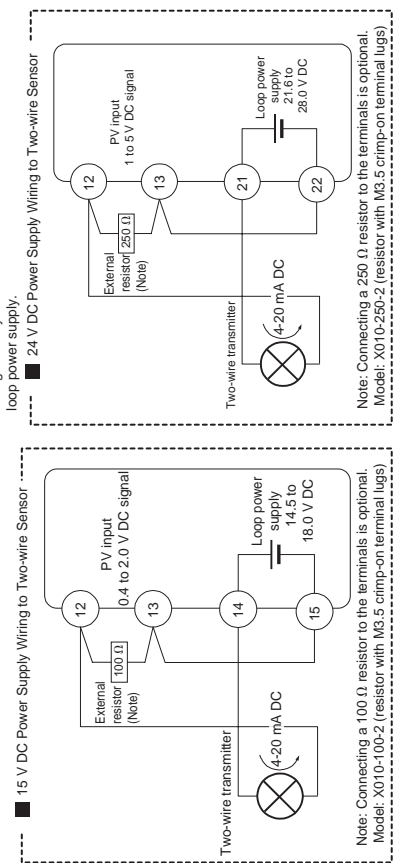 loop power supply.
■ 15 V DC Power Supply Wiring to Two-wire Sensor
Two-wire transmitter
4-20 mA DC
External
resistor
(Note)
100 Ω
12
13
14
15
PV input
0.4 to 2.0 V DC signal
Loop power
supply
14.5 to
18.0 V DC
Note: Connecting a 100 Ω resistor to the terminals is optional.
Model: X010-100-2 (resistor with M3.5 crimp-on terminal lugs)
■ 24 V DC Power Supply Wiring to Two-wire Sensor
Two-wire transmitter
4-20 mA DC
External
resistor
(Note)
250 Ω
12
13
21
22
PV input
1 to 5 V DC signal
Loop power
supply
21.6 to
28.0 V DC
Note: Connecting a 250 Ω resistor to the terminals is optional.
Model: X010-250-2 (resistor with M3.5 crimp-on terminal lugs)